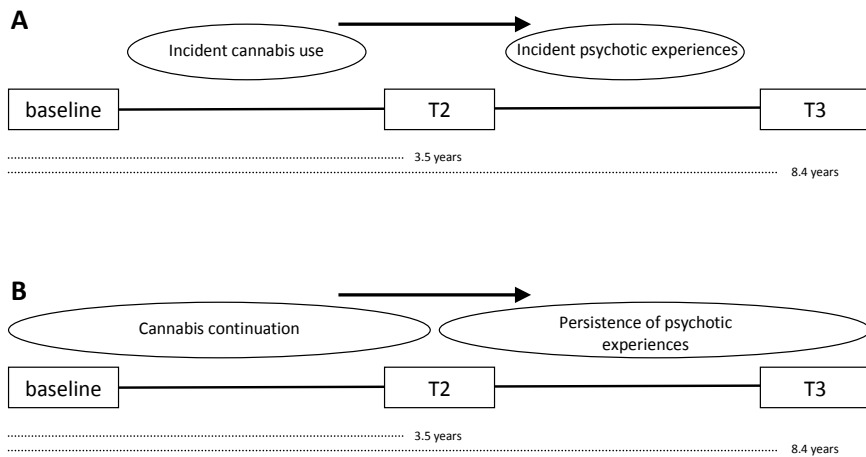 A
Incident cannabis use
Incident psychotic experiences
baseline
T2
T3
3.5 years
8.4 years
B
Cannabis continuation
Persistence of psychotic
experiences
baseline
T2
T3
3.5 years
8.4 years